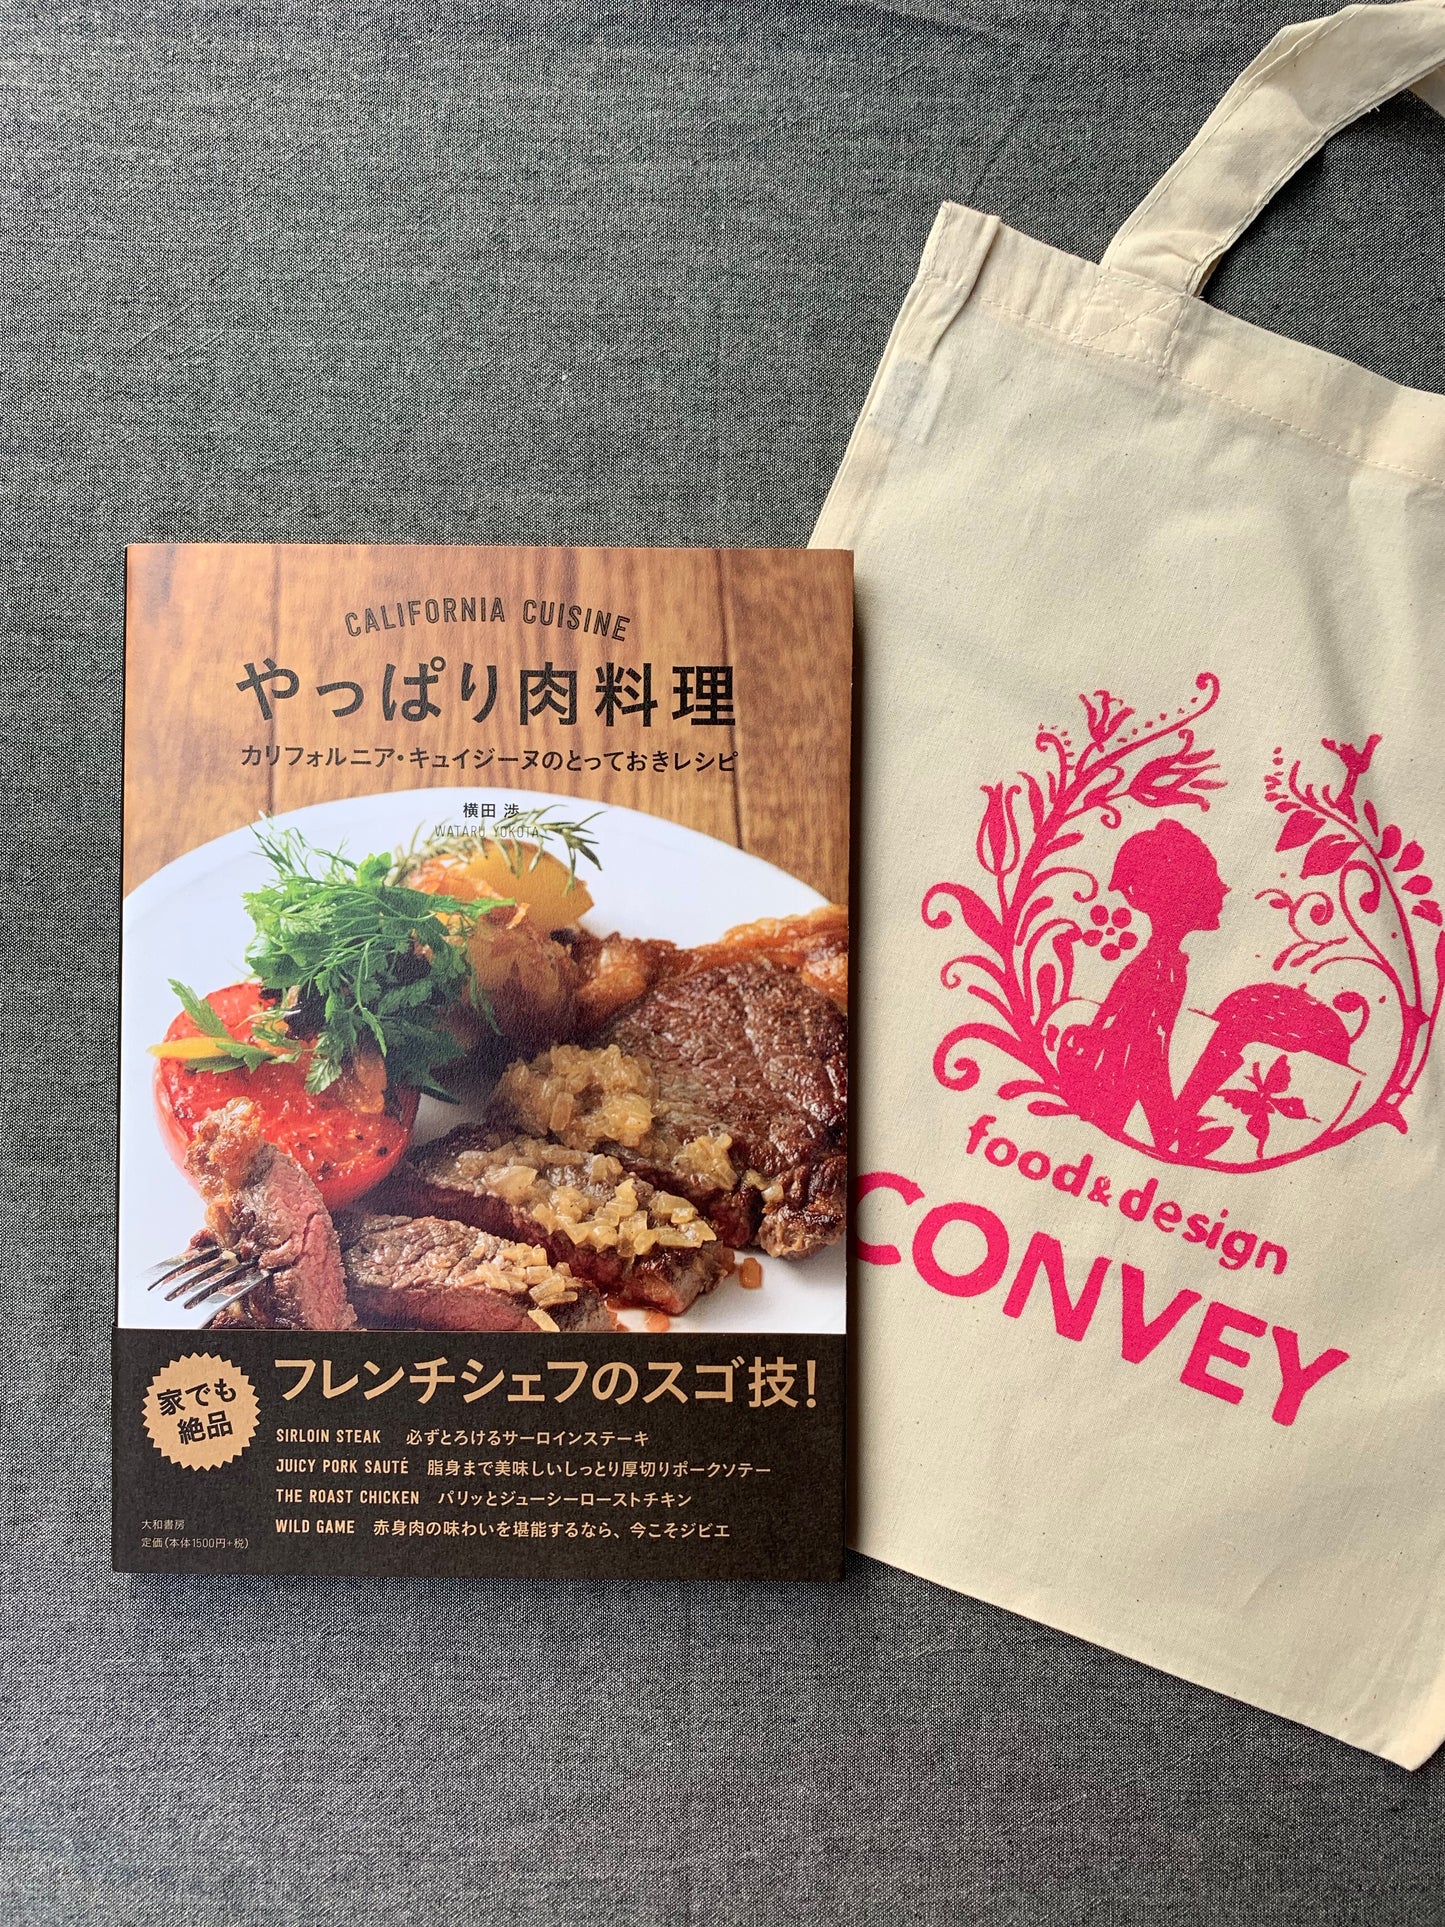 CALIFORNIA CUISINE
やっぱり肉料理
カリフォルニア・キュイジーヌのとっておきレシピ
横田 渉
WATARU YOKOTA
家でも
絶品
フレンチシェフのスゴ技!
SIRLOIN STEAK 必ずとろけるサーロインステーキ
JUICY PORK SAUTÉ 脂身まで美味しいしっとり厚切りポークソテー
THE ROAST CHICKEN パリッとジューシーローストチキン
WILD GAME 赤身肉の味わいを堪能するなら、今こそジビエ
大和書房
定価(本体1500円+税)
food&design
CONVEY